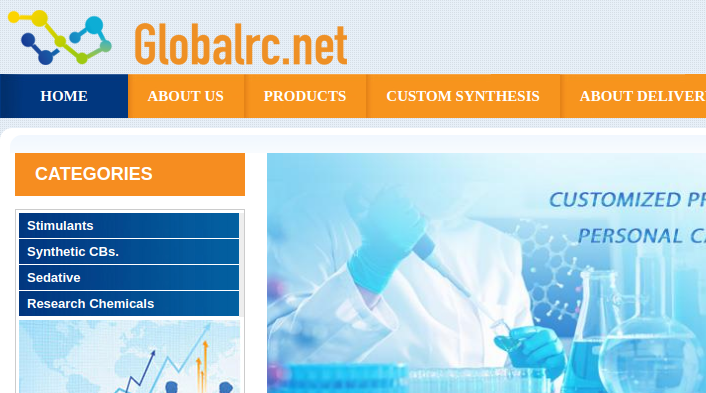 Globalrc.net
HOME
ABOUT US
PRODUCTS
CUSTOM SYNTHESIS
ABOUT DELIVER
CATEGORIES
CUSTOMIZED PR
PERSONAL CA
Stimulants
Synthetic CBs.
Sedative
Research Chemicals